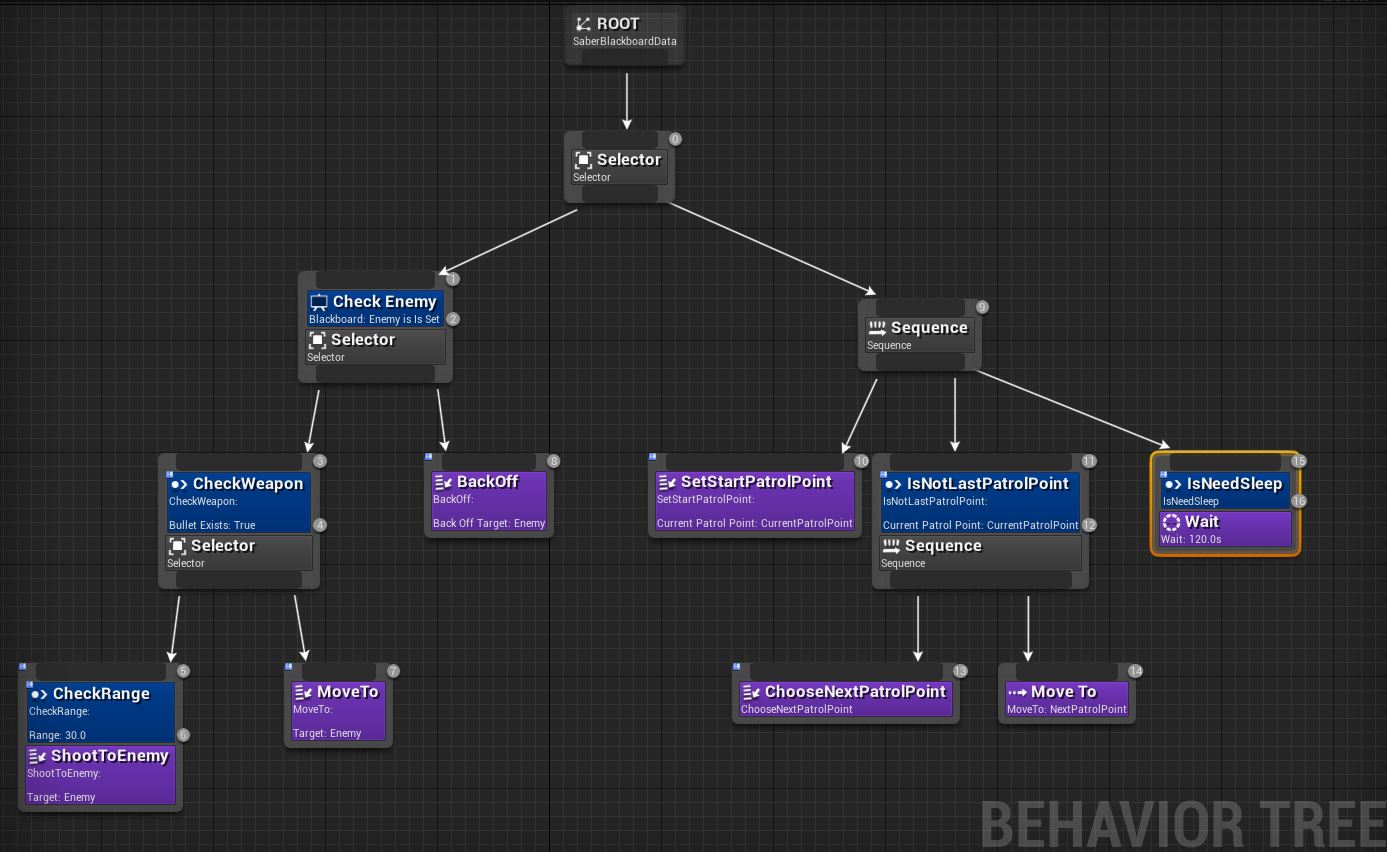 ROOT
SaberBlackboardData
0
Selector
Selector
1
Check Enemy
Blackboard: Enemy is Is Set
2
Selector
Selector
9
Sequence
Sequence
3
CheckWeapon
CheckWeapon:
Bullet Exists: True
4
Selector
Selector
8
BackOff
BackOff:
Back Off Target: Enemy
10
SetStartPatrolPoint
SetStartPatrolPoint:
Current Patrol Point: CurrentPatrolPoint
11
IsNotLastPatrolPoint
IsNotLastPatrolPoint:
Current Patrol Point: CurrentPatrolPoint
12
Sequence
Sequence
15
IsNeedSleep
IsNeedSleep
16
Wait
Wait: 120.0s
5
CheckRange
CheckRange:
Range: 30.0
6
ShootToEnemy
ShootToEnemy:
Target: Enemy
7
MoveTo
MoveTo:
Target: Enemy
13
ChooseNextPatrolPoint
ChooseNextPatrolPoint
14
Move To
MoveTo: NextPatrolPoint
BEHAVIOR TREE